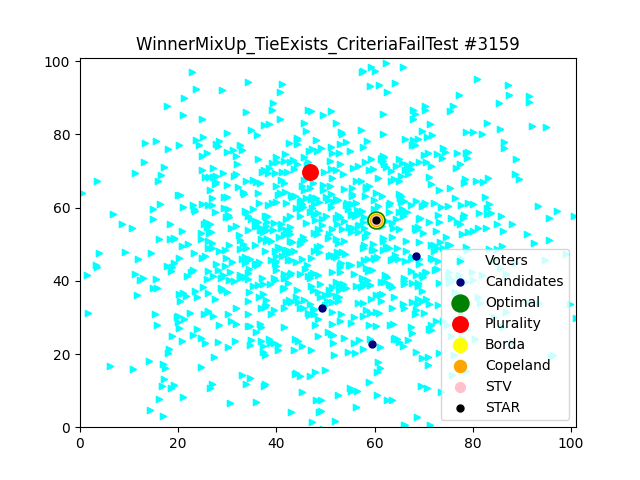 WinnerMixUp_TieExists_CriteriaFailTest #3159
100
80
60
40
20
0
0 20 40 60 80 100
Voters
Candidates
Optimal
Plurality
Borda
Copeland
STV
STAR